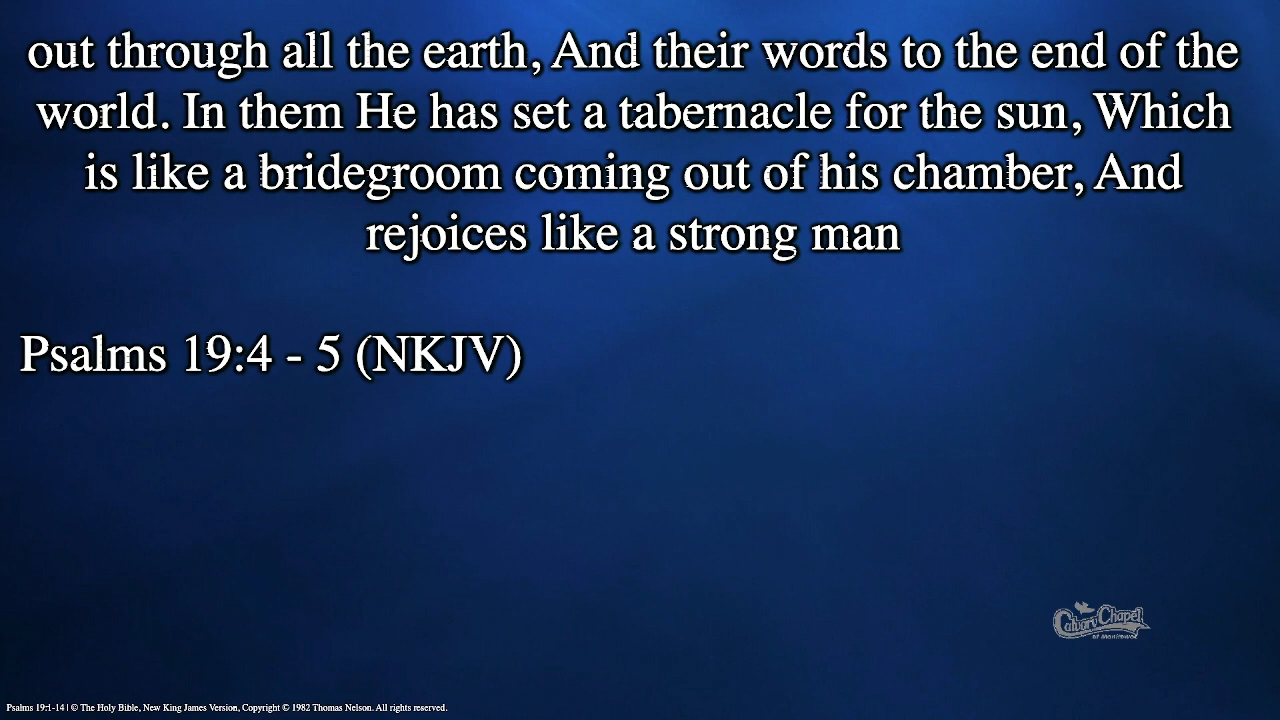 out through all the earth, And their words to the end of the
world. In them He has set a tabernacle for the sun, Which
is like a bridegroom coming out of his chamber, And
rejoices like a strong man
Psalms 19:4 - 5 (NKJV)
Calvary Chapel
of Manitowoc
Psalms 19:1-14 | © The Holy Bible, New King James Version, Copyright © 1982 Thomas Nelson. All rights reserved.